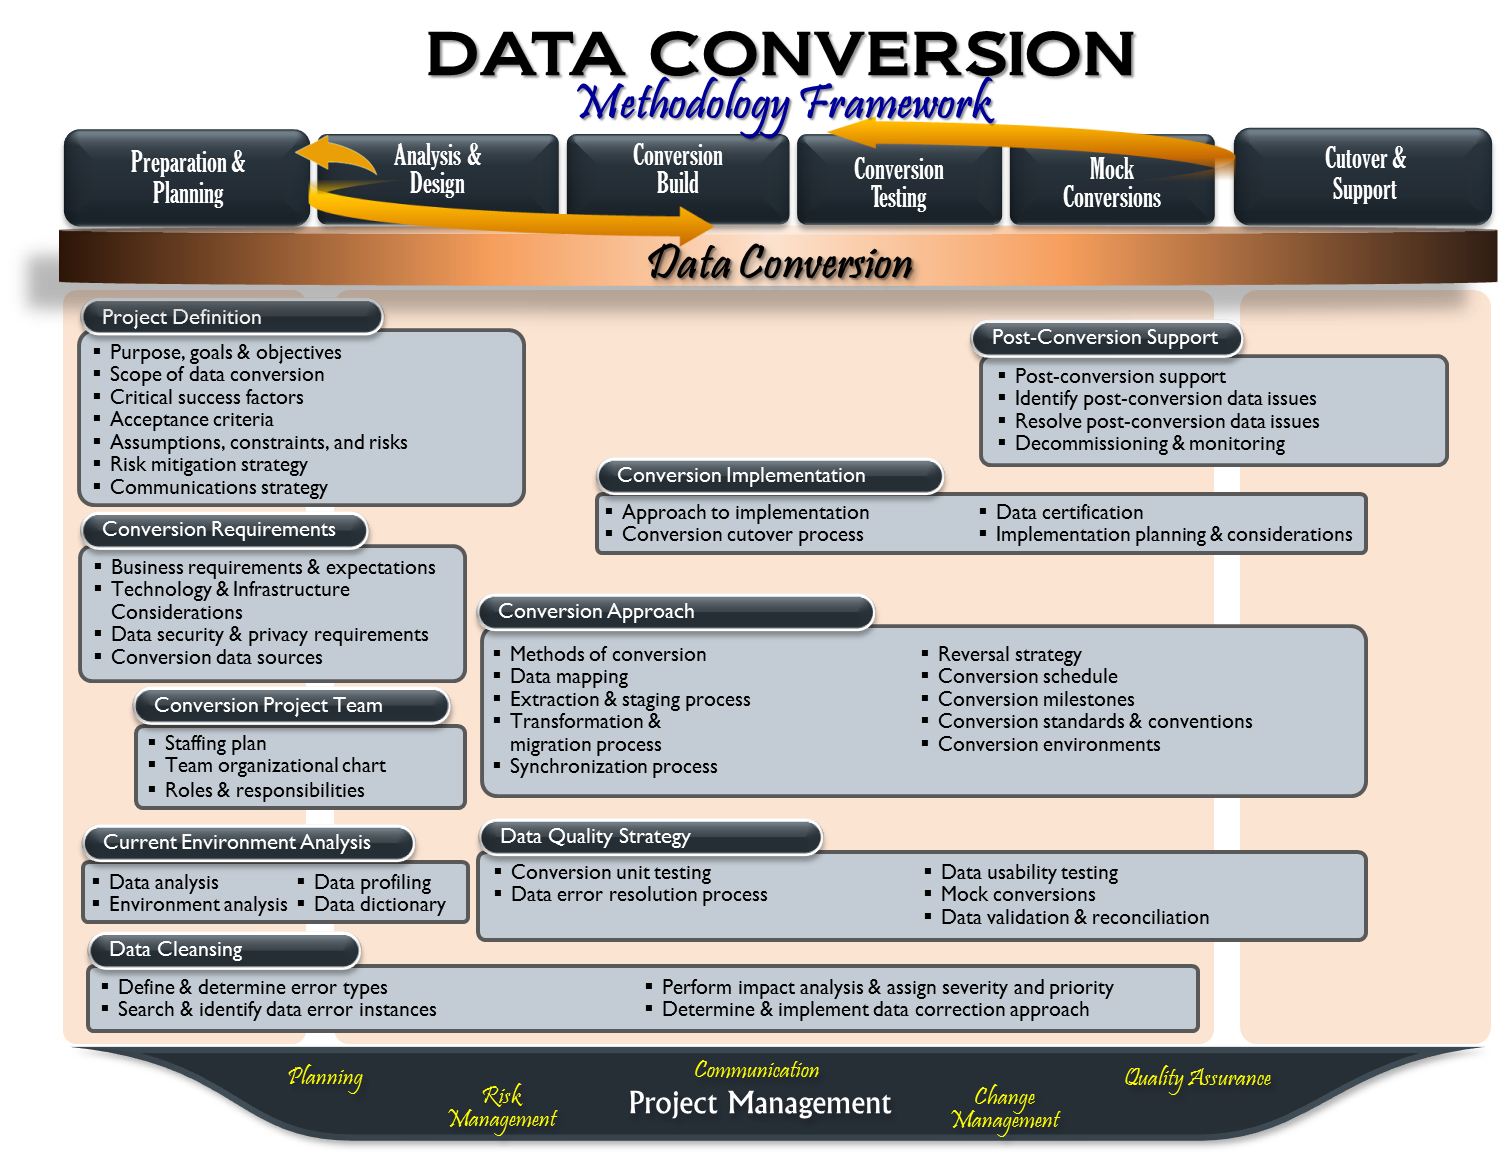 DATA CONVERSION
Methodology Framework
Preparation &
Planning
Analysis &
Design
Conversion
Build
Conversion
Testing
Mock
Conversions
Cutover &
Support
Data Conversion
Project Definition
▪ Purpose, goals & objectives
▪ Scope of data conversion
▪ Critical success factors
▪ Acceptance criteria
▪ Assumptions, constraints, and risks
▪ Risk mitigation strategy
▪ Communications strategy
Post-Conversion Support
▪ Post-conversion support
▪ Identify post-conversion data issues
▪ Resolve post-conversion data issues
▪ Decommissioning & monitoring
Conversion Implementation
▪ Approach to implementation
▪ Conversion cutover process
▪ Data certification
▪ Implementation planning & considerations
Conversion Requirements
▪ Business requirements & expectations
▪ Technology & Infrastructure
Considerations
▪ Data security & privacy requirements
▪ Conversion data sources
Conversion Approach
▪ Methods of conversion
▪ Data mapping
▪ Extraction & staging process
▪ Transformation &
migration process
▪ Synchronization process
▪ Reversal strategy
▪ Conversion schedule
▪ Conversion milestones
▪ Conversion standards & conventions
▪ Conversion environments
Conversion Project Team
▪ Staffing plan
▪ Team organizational chart
▪ Roles & responsibilities
Current Environment Analysis
▪ Data analysis
▪ Environment analysis
▪ Data profiling
▪ Data dictionary
Data Quality Strategy
▪ Conversion unit testing
▪ Data error resolution process
▪ Data usability testing
▪ Mock conversions
▪ Data validation & reconciliation
Data Cleansing
▪ Define & determine error types
▪ Search & identify data error instances
▪ Perform impact analysis & assign severity and priority
▪ Determine & implement data correction approach
Planning
Risk
Management
Communication
Project Management
Change
Management
Quality Assurance